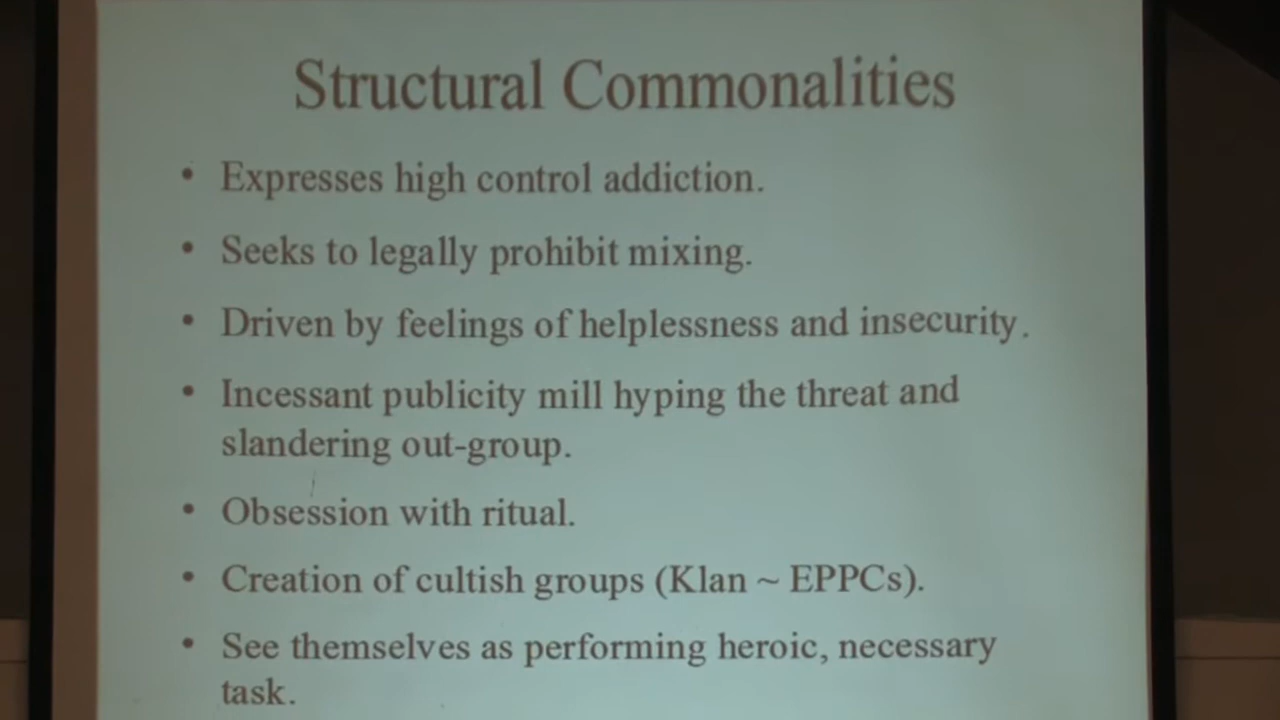 Structural Commonalities
• Expresses high control addiction.
• Seeks to legally prohibit mixing.
• Driven by feelings of helplessness and insecurity.
• Incessant publicity mill hyping the threat and
slandering out-group.
• Obsession with ritual.
• Creation of cultish groups (Klan ~ EPPCs).
• See themselves as performing heroic, necessary
task.